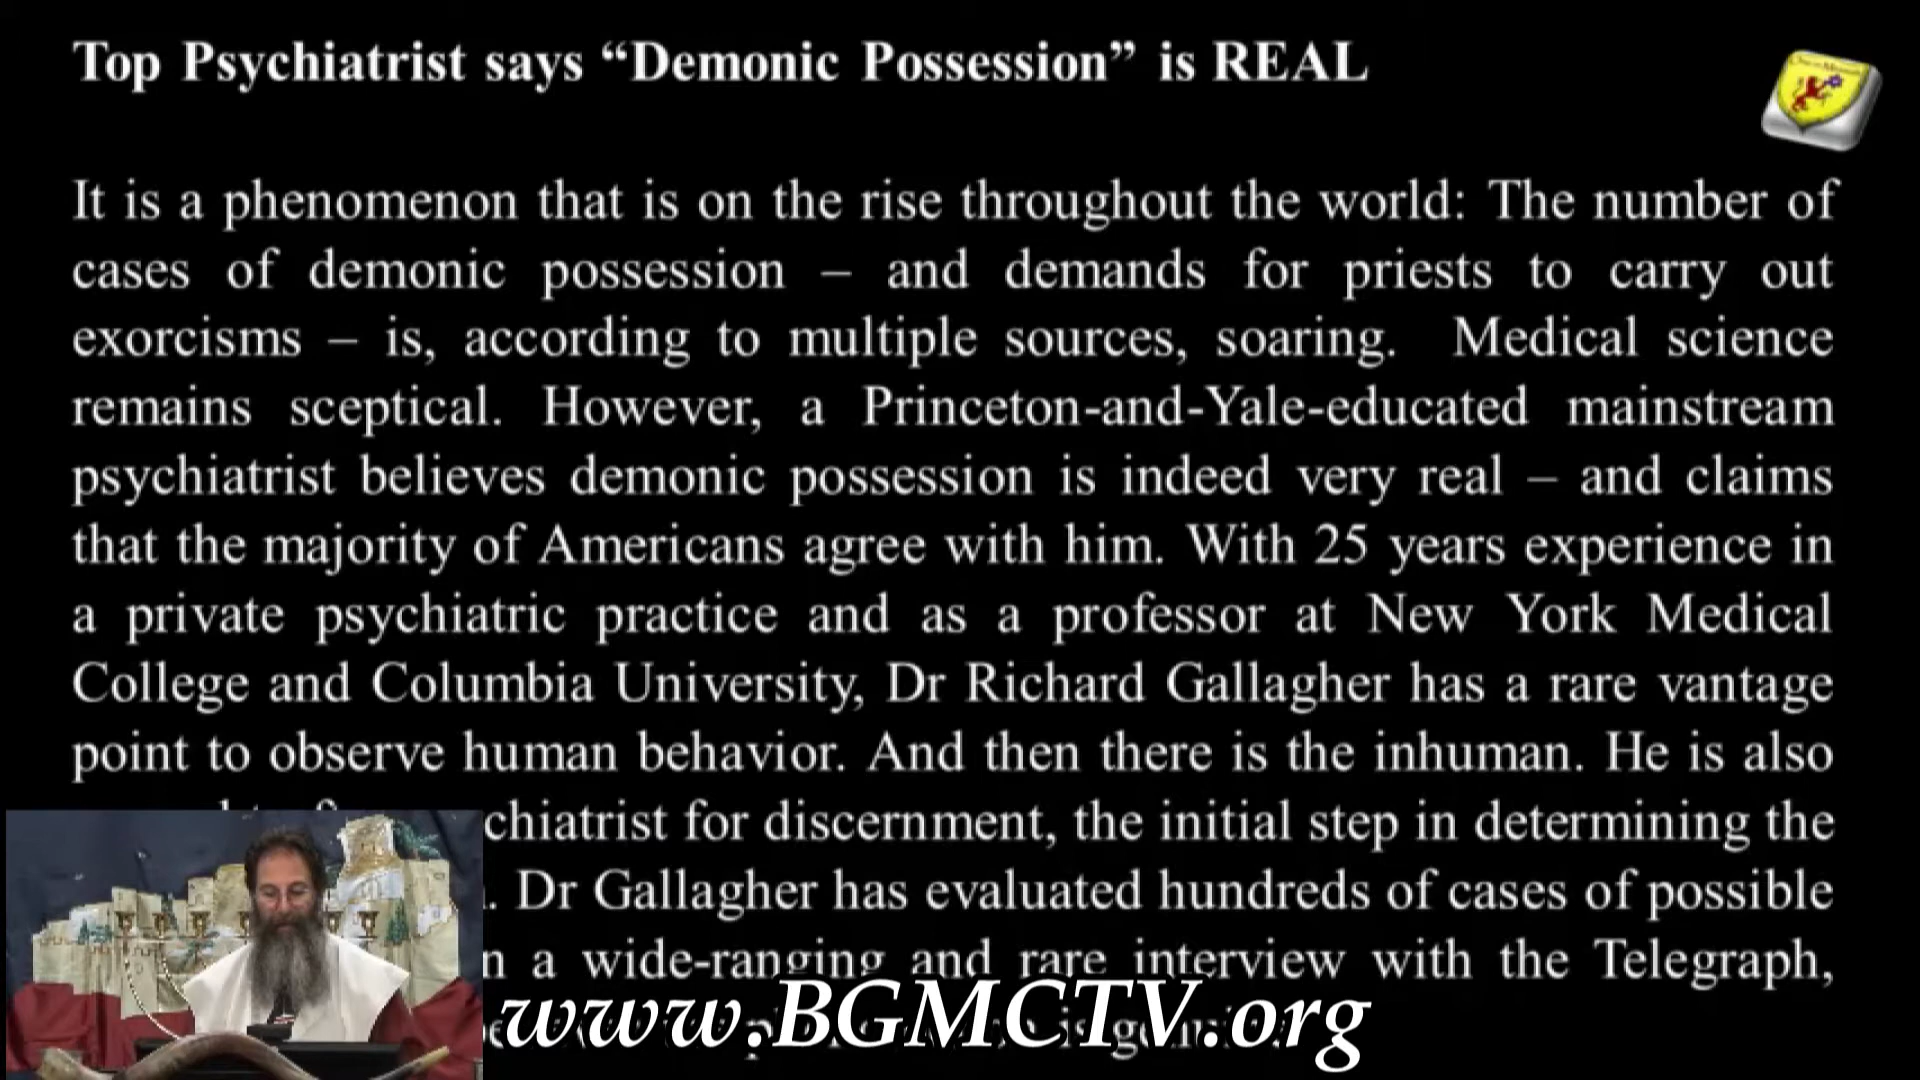 Top Psychiatrist says “Demonic Possession” is REAL
It is a phenomenon that is on the rise throughout the world: The number of
cases of demonic possession – and demands for priests to carry out
exorcisms – is, according to multiple sources, soaring. Medical science
remains sceptical. However, a Princeton-and-Yale-educated mainstream
psychiatrist believes demonic possession is indeed very real – and claims
that the majority of Americans agree with him. With 25 years experience in
a private psychiatric practice and as a professor at New York Medical
College and Columbia University, Dr Richard Gallagher has a rare vantage
point to observe human behavior. And then there is the inhuman. He is also
chiatrist for discernment, the initial step in determining the
. Dr Gallagher has evaluated hundreds of cases of possible
n a wide-ranging and rare interview with the Telegraph,
www.BGMCTV.org